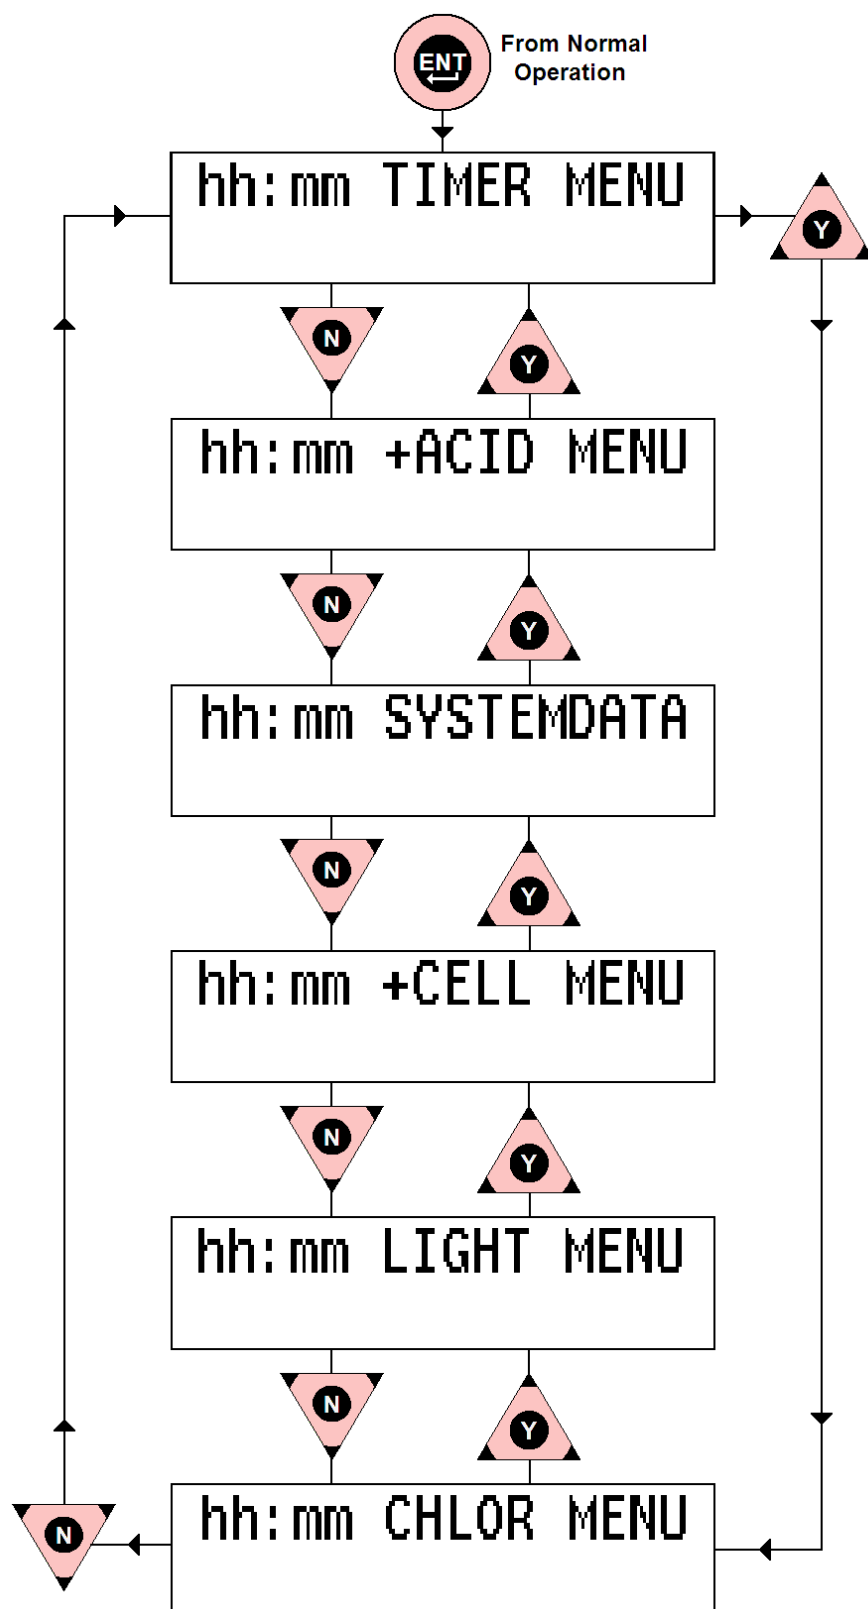 ENT
From Normal
Operation
hh:mm TIMER MENU
Y
N
Y
hh:mm +ACID MENU
N
Y
hh:mm SYSTEMDATA
N
Y
hh:mm +CELL MENU
N
Y
hh:mm LIGHT MENU
N
Y
hh:mm CHLOR MENU
N